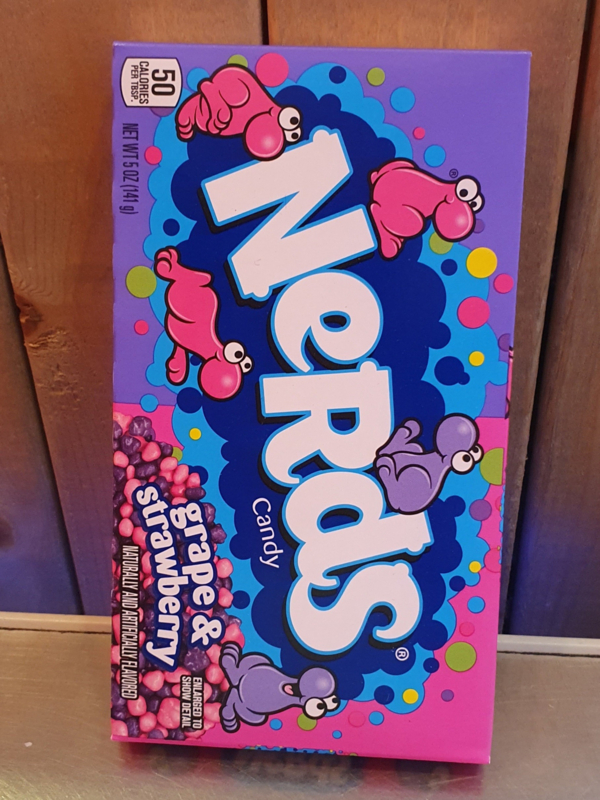 50
CALORIES
PER TBSP.
NET WT 5 OZ (141 g)
NeRdS®
Candy
grape &
strawberry
NATURALLY AND ARTIFICIALLY FLAVORED
ENLARGED TO
SHOW DETAIL
®